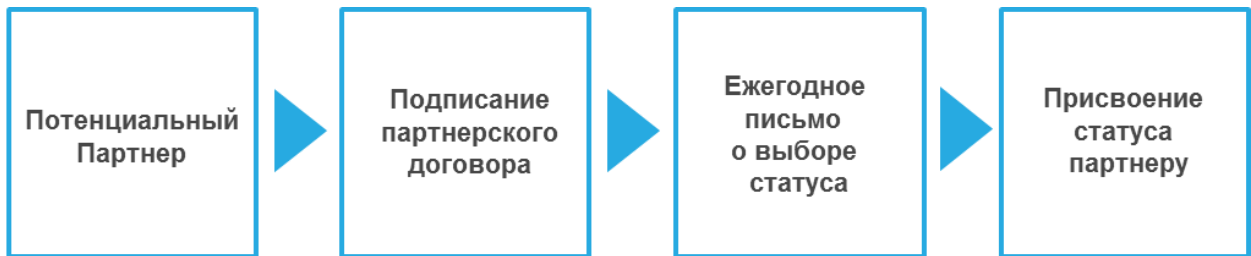 Потенциальный
Партнер
Подписание
партнерского
договора
Ежегодное
письмо
о выборе
статуса
Присвоение
статуса
партнеру